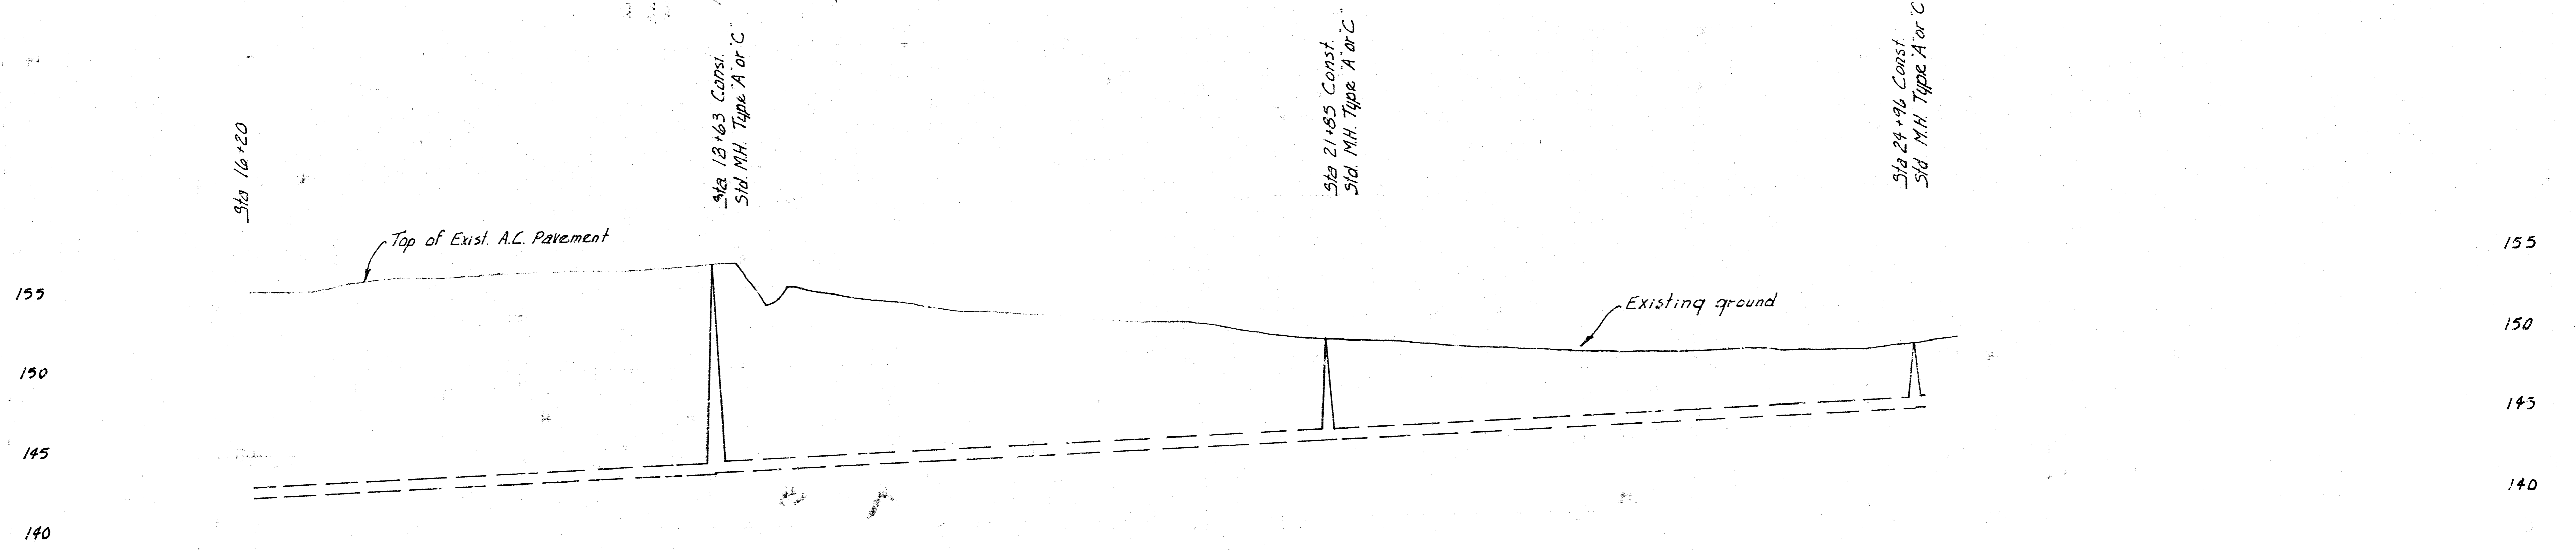 Sta 16+20
Sta 18+63 Const.
Std. M.H. Type "A" or "C"
Sta 21+85 Const.
Std. M.H. Type "A" or "C"
Sta 24+96 Const.
Std M.H. Type "A" or "C
Top of Exist. A.C. Pavement
Existing ground
155
150
145
140
155
150
145
140